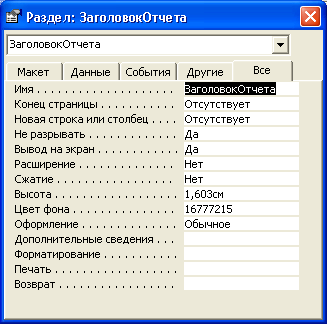 Раздел: ЗаголовокОтчета
ЗаголовокОтчета
Макет Данные События Другие Все
Имя . . . . . . . . . . . . . . . . . . . . . ЗаголовокОтчета
Конец страницы . . . . . . . . . . . . Отсутствует
Новая строка или столбец . . . . Отсутствует
Не разрывать . . . . . . . . . . . . . . Да
Вывод на экран . . . . . . . . . . . . . Да
Расширение . . . . . . . . . . . . . . . Нет
Сжатие . . . . . . . . . . . . . . . . . . Нет
Высота . . . . . . . . . . . . . . . . . . 1,603см
Цвет фона . . . . . . . . . . . . . . . . 16777215
Оформление . . . . . . . . . . . . . . . Обычное
Дополнительные сведения . . .
Форматирование . . . . . . . . . . .
Печать . . . . . . . . . . . . . . . . . .
Возврат . . . . . . . . . . . . . . . . .